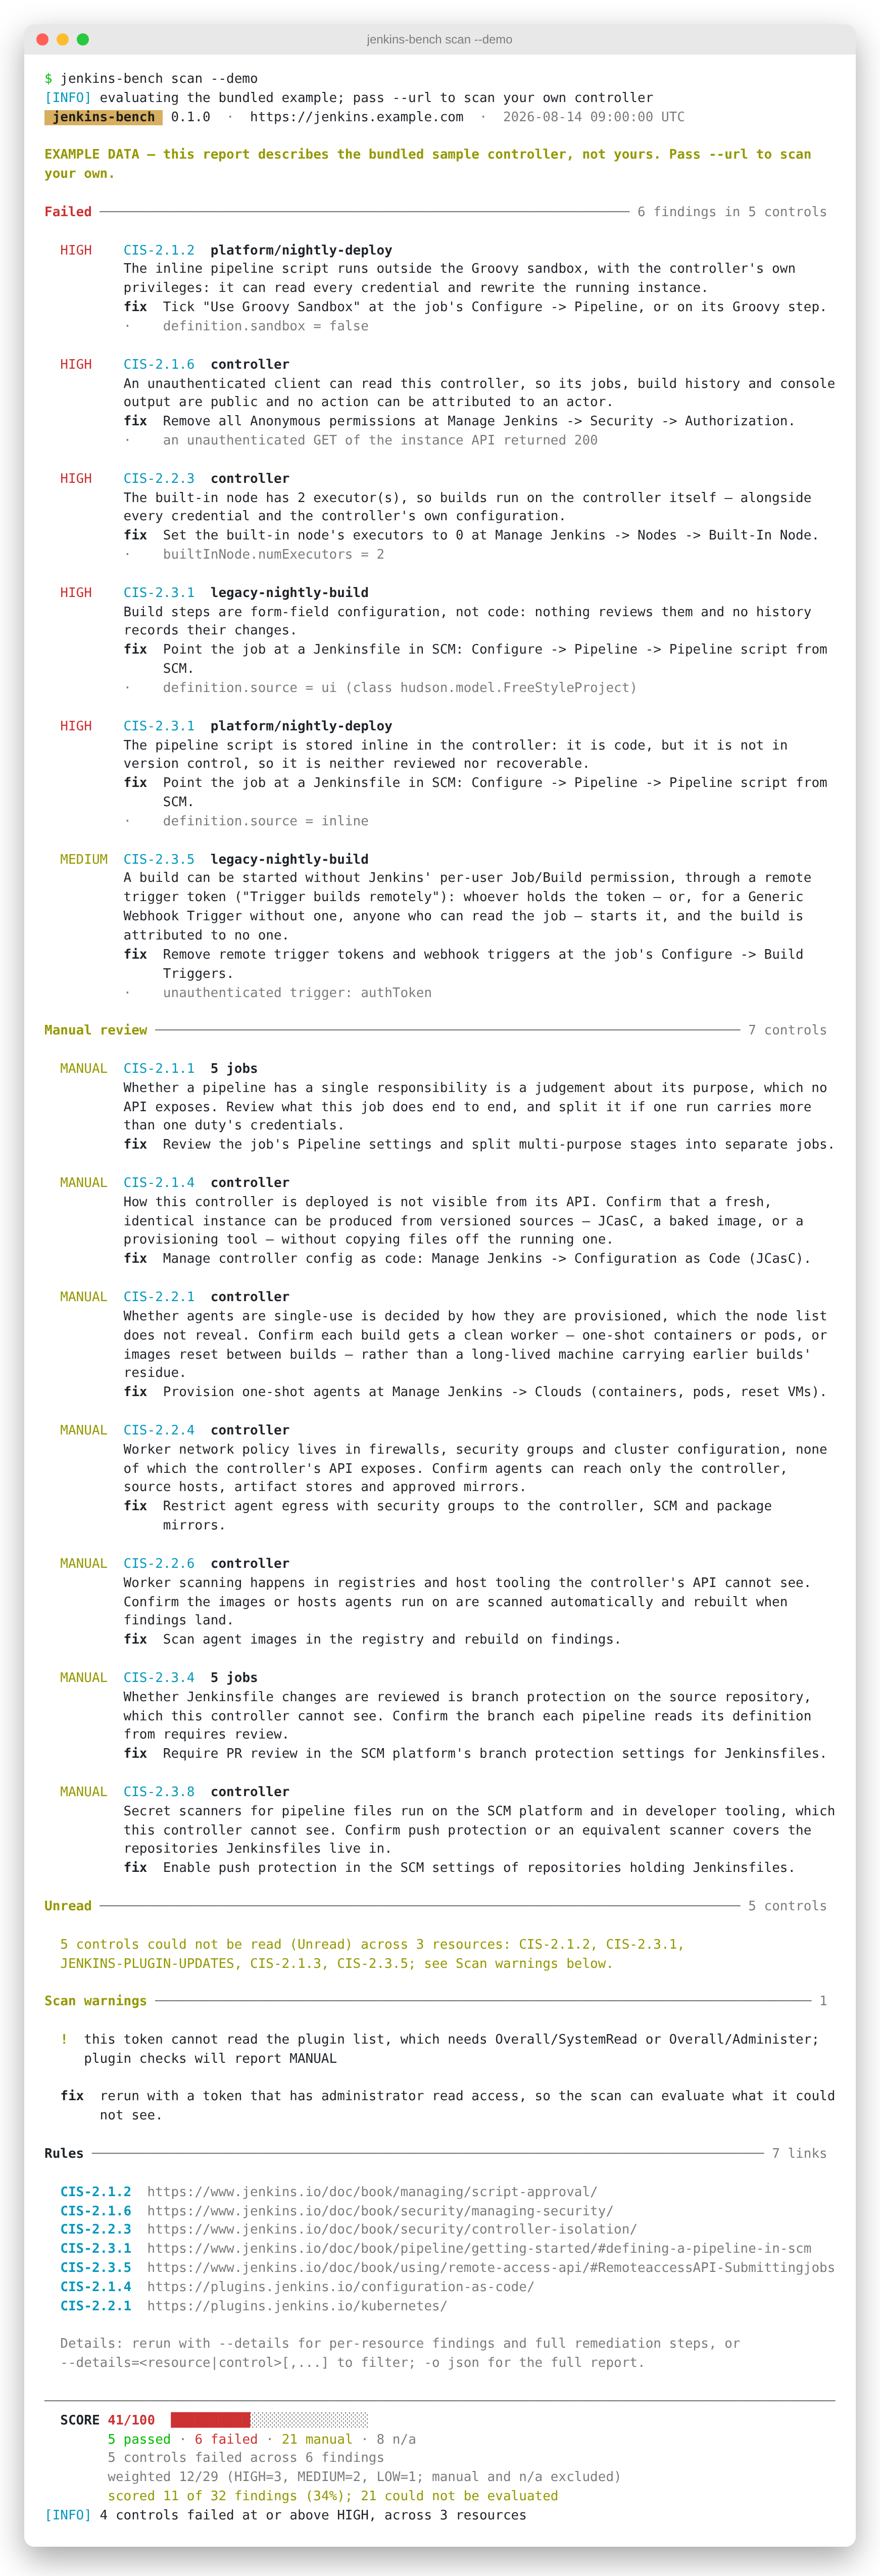 jenkins-bench scan --demo
$ jenkins-bench scan --demo
[INFO] evaluating the bundled example; pass --url to scan your own controller
jenkins-bench 0.1.0 · https://jenkins.example.com · 2026-08-14 09:00:00 UTC
EXAMPLE DATA — this report describes the bundled sample controller, not yours. Pass --url to scan
your own.
Failed 6 findings in 5 controls
HIGH CIS-2.1.2 platform/nightly-deploy
The inline pipeline script runs outside the Groovy sandbox, with the controller's own
privileges: it can read every credential and rewrite the running instance.
fix Tick "Use Groovy Sandbox" at the job's Configure -> Pipeline, or on its Groovy step.
· definition.sandbox = false
HIGH CIS-2.1.6 controller
An unauthenticated client can read this controller, so its jobs, build history and console
output are public and no action can be attributed to an actor.
fix Remove all Anonymous permissions at Manage Jenkins -> Security -> Authorization.
· an unauthenticated GET of the instance API returned 200
HIGH CIS-2.2.3 controller
The built-in node has 2 executor(s), so builds run on the controller itself — alongside
every credential and the controller's own configuration.
fix Set the built-in node's executors to 0 at Manage Jenkins -> Nodes -> Built-In Node.
· builtInNode.numExecutors = 2
HIGH CIS-2.3.1 legacy-nightly-build
Build steps are form-field configuration, not code: nothing reviews them and no history
records their changes.
fix Point the job at a Jenkinsfile in SCM: Configure -> Pipeline -> Pipeline script from
SCM.
· definition.source = ui (class hudson.model.FreeStyleProject)
HIGH CIS-2.3.1 platform/nightly-deploy
The pipeline script is stored inline in the controller: it is code, but it is not in
version control, so it is neither reviewed nor recoverable.
fix Point the job at a Jenkinsfile in SCM: Configure -> Pipeline -> Pipeline script from
SCM.
· definition.source = inline
MEDIUM CIS-2.3.5 legacy-nightly-build
A build can be started without Jenkins' per-user Job/Build permission, through a remote
trigger token ("Trigger builds remotely"): whoever holds the token — or, for a Generic
Webhook Trigger without one, anyone who can read the job — starts it, and the build is
attributed to no one.
fix Remove remote trigger tokens and webhook triggers at the job's Configure -> Build
Triggers.
· unauthenticated trigger: authToken
Manual review 7 controls
MANUAL CIS-2.1.1 5 jobs
Whether a pipeline has a single responsibility is a judgement about its purpose, which no
API exposes. Review what this job does end to end, and split it if one run carries more
than one duty's credentials.
fix Review the job's Pipeline settings and split multi-purpose stages into separate jobs.
MANUAL CIS-2.1.4 controller
How this controller is deployed is not visible from its API. Confirm that a fresh,
identical instance can be produced from versioned sources — JCasC, a baked image, or a
provisioning tool — without copying files off the running one.
fix Manage controller config as code: Manage Jenkins -> Configuration as Code (JCasC).
MANUAL CIS-2.2.1 controller
Whether agents are single-use is decided by how they are provisioned, which the node list
does not reveal. Confirm each build gets a clean worker — one-shot containers or pods, or
images reset between builds — rather than a long-lived machine carrying earlier builds'
residue.
fix Provision one-shot agents at Manage Jenkins -> Clouds (containers, pods, reset VMs).
MANUAL CIS-2.2.4 controller
Worker network policy lives in firewalls, security groups and cluster configuration, none
of which the controller's API exposes. Confirm agents can reach only the controller,
source hosts, artifact stores and approved mirrors.
fix Restrict agent egress with security groups to the controller, SCM and package
mirrors.
MANUAL CIS-2.2.6 controller
Worker scanning happens in registries and host tooling the controller's API cannot see.
Confirm the images or hosts agents run on are scanned automatically and rebuilt when
findings land.
fix Scan agent images in the registry and rebuild on findings.
MANUAL CIS-2.3.4 5 jobs
Whether Jenkinsfile changes are reviewed is branch protection on the source repository,
which this controller cannot see. Confirm the branch each pipeline reads its definition
from requires review.
fix Require PR review in the SCM platform's branch protection settings for Jenkinsfiles.
MANUAL CIS-2.3.8 controller
Secret scanners for pipeline files run on the SCM platform and in developer tooling, which
this controller cannot see. Confirm push protection or an equivalent scanner covers the
repositories Jenkinsfiles live in.
fix Enable push protection in the SCM settings of repositories holding Jenkinsfiles.
Unread 5 controls
5 controls could not be read (Unread) across 3 resources: CIS-2.1.2, CIS-2.3.1,
JENKINS-PLUGIN-UPDATES, CIS-2.1.3, CIS-2.3.5; see Scan warnings below.
Scan warnings 1
! this token cannot read the plugin list, which needs Overall/SystemRead or Overall/Administer;
plugin checks will report MANUAL
fix rerun with a token that has administrator read access, so the scan can evaluate what it could
not see.
Rules 7 links
CIS-2.1.2 https://www.jenkins.io/doc/book/managing/script-approval/
CIS-2.1.6 https://www.jenkins.io/doc/book/security/managing-security/
CIS-2.2.3 https://www.jenkins.io/doc/book/security/controller-isolation/
CIS-2.3.1 https://www.jenkins.io/doc/book/pipeline/getting-started/#defining-a-pipeline-in-scm
CIS-2.3.5 https://www.jenkins.io/doc/book/using/remote-access-api/#RemoteaccessAPI-Submittingjobs
CIS-2.1.4 https://plugins.jenkins.io/configuration-as-code/
CIS-2.2.1 https://plugins.jenkins.io/kubernetes/
Details: rerun with --details for per-resource findings and full remediation steps, or
--details=<resource|control>[,...] to filter; -o json for the full report.
SCORE 41/100
5 passed · 6 failed · 21 manual · 8 n/a
5 controls failed across 6 findings
weighted 12/29 (HIGH=3, MEDIUM=2, LOW=1; manual and n/a excluded)
scored 11 of 32 findings (34%); 21 could not be evaluated
[INFO] 4 controls failed at or above HIGH, across 3 resources